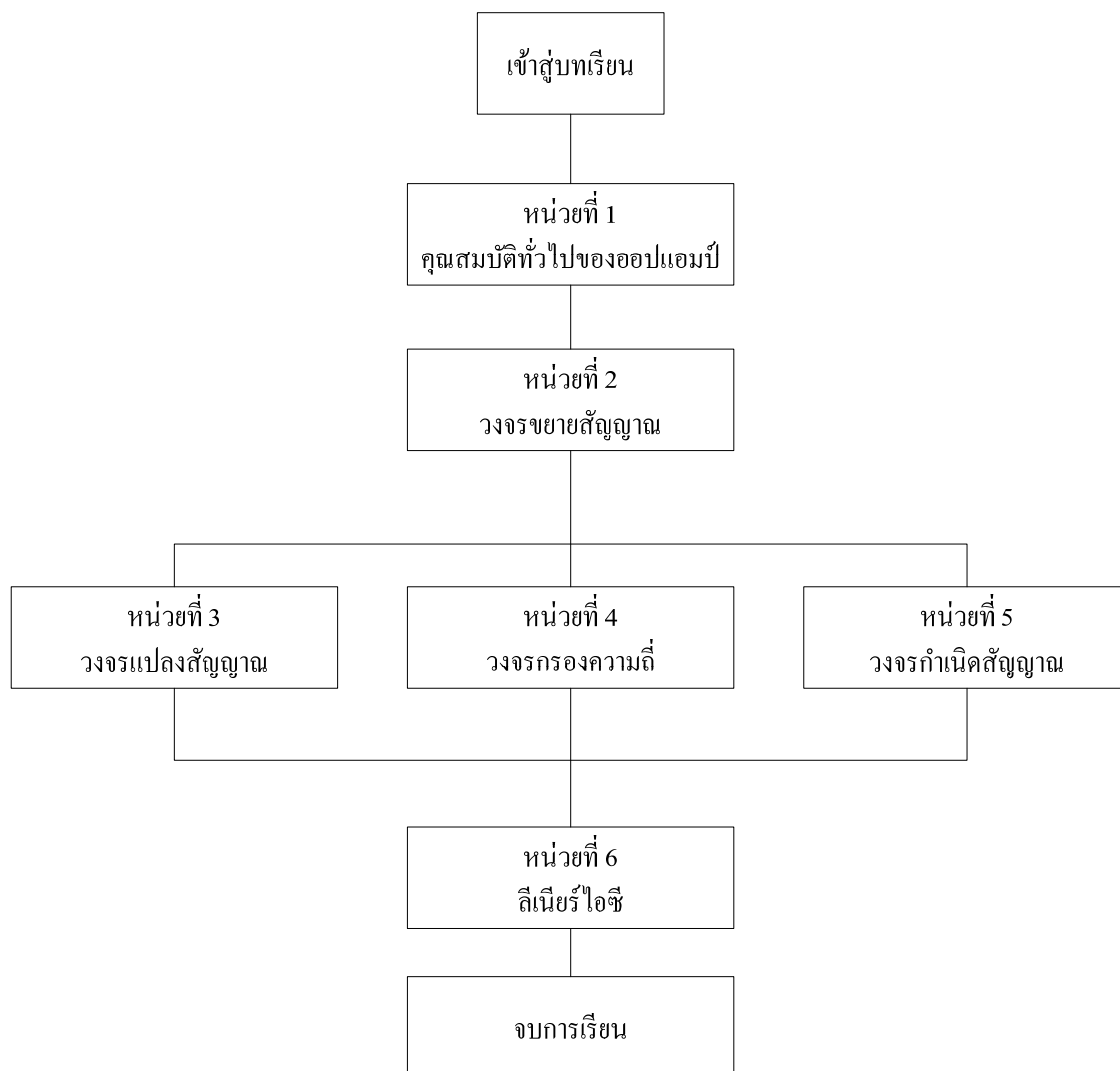 เข้าสู่บทเรียน
หน่วยที่ 1
คุณสมบัติทั่วไปของออปแอมป์
หน่วยที่ 2
วงจรขยายสัญญาณ
หน่วยที่ 3
วงจรแปลงสัญญาณ
หน่วยที่ 4
วงจรกรองความถี่
หน่วยที่ 5
วงจรกำเนิดสัญญาณ
หน่วยที่ 6
ลีเนียร์ไอซี
จบการเรียน